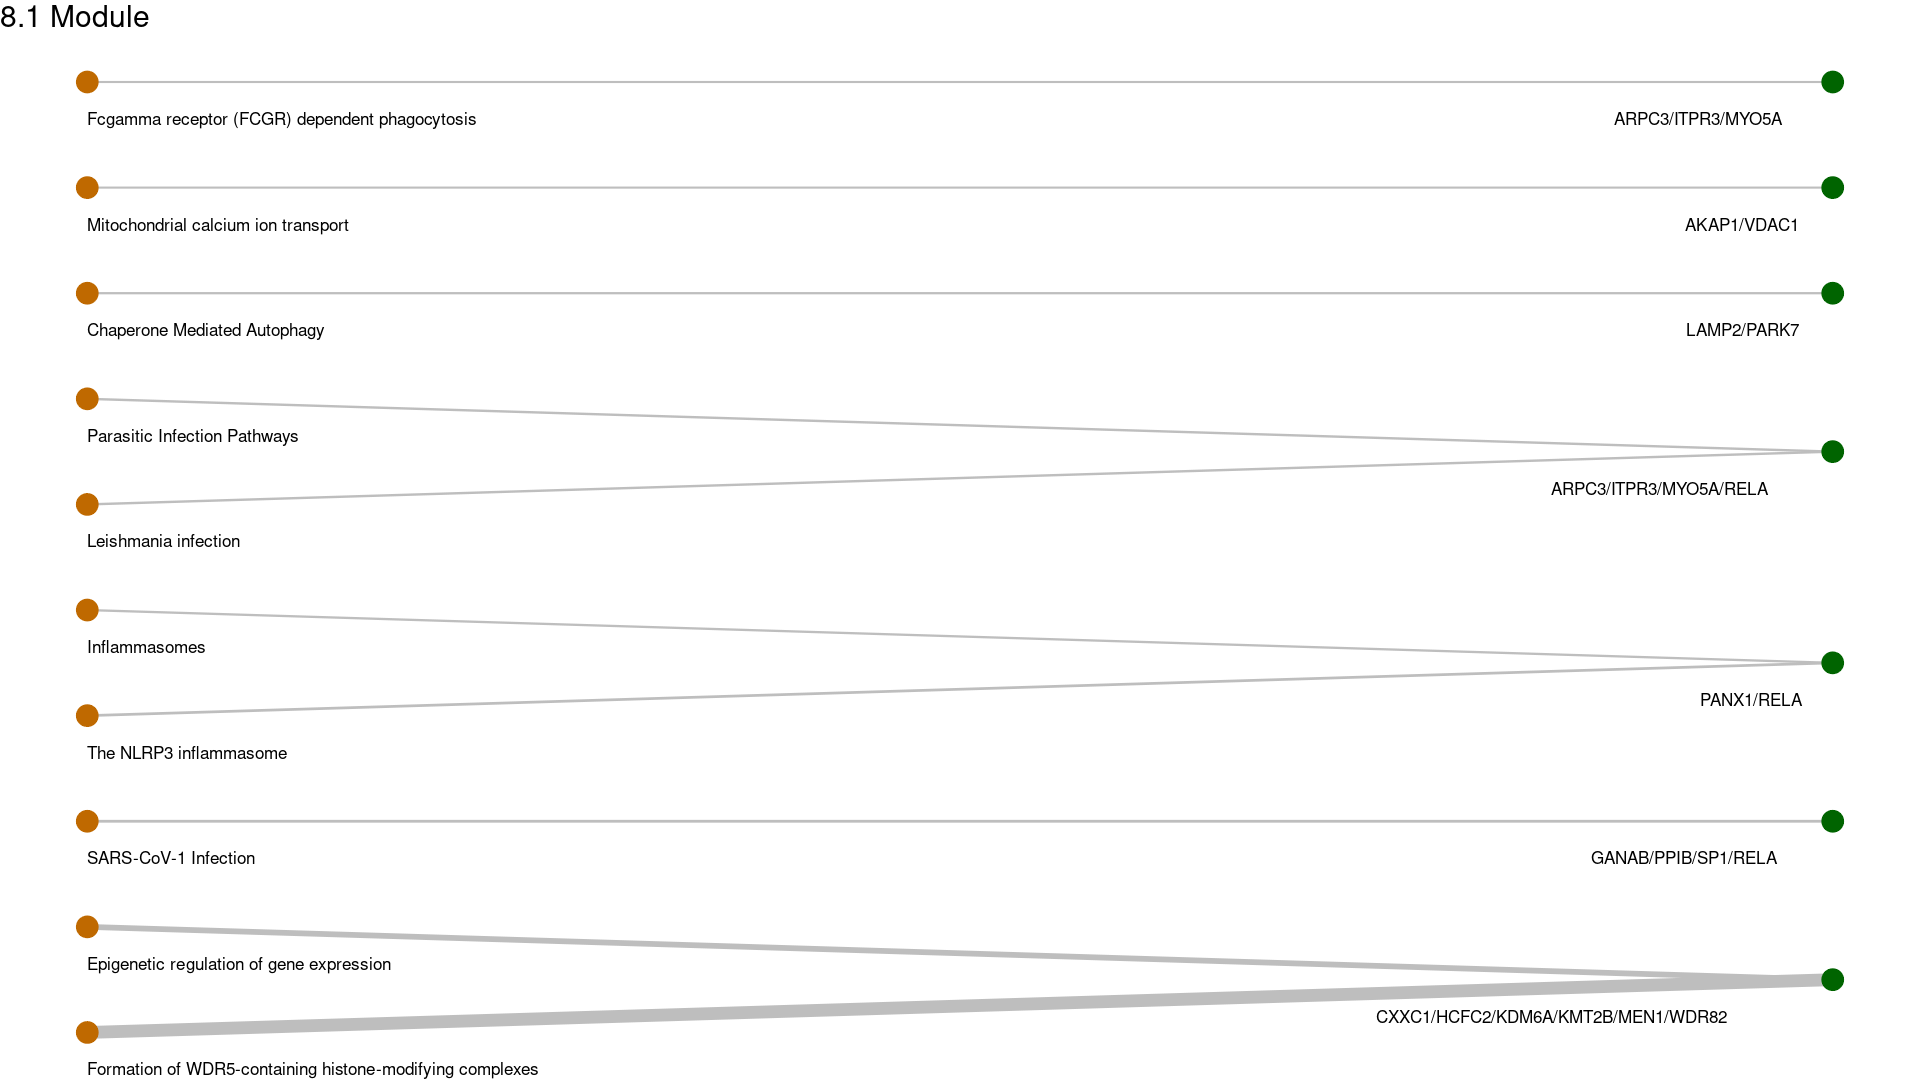 8.1 Module
Fcgamma receptor (FCGR) dependent phagocytosis
ARPC3/ITPR3/MYO5A
Mitochondrial calcium ion transport
AKAP1/VDAC1
Chaperone Mediated Autophagy
LAMP2/PARK7
Parasitic Infection Pathways
ARPC3/ITPR3/MYO5A/RELA
Leishmania infection
Inflammasomes
PANX1/RELA
The NLRP3 inflammasome
SARS-CoV-1 Infection
GANAB/PPIB/SP1/RELA
Epigenetic regulation of gene expression
CXXC1/HCFC2/KDM6A/KMT2B/MEN1/WDR82
Formation of WDR5-containing histone-modifying complexes